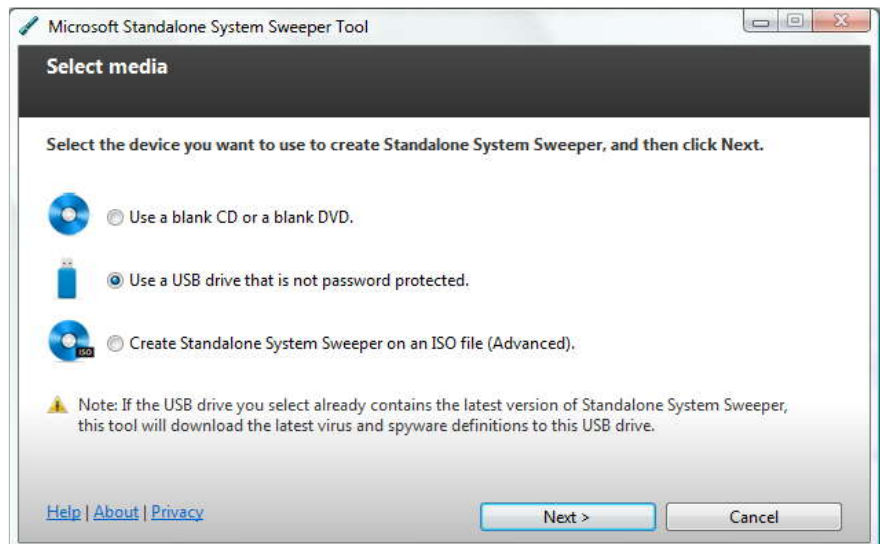 Microsoft Standalone System Sweeper Tool
Select media
Select the device you want to use to create Standalone System Sweeper, and then click Next.
Use a blank CD or a blank DVD.
Use a USB drive that is not password protected.
ISO
Create Standalone System Sweeper on an ISO file (Advanced).
Note: If the USB drive you select already contains the latest version of Standalone System Sweeper,
this tool will download the latest virus and spyware definitions to this USB drive.
Help | About | Privacy
Next >
Cancel